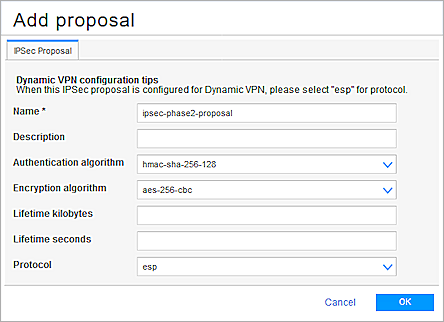 Add proposal
IPSec Proposal
Dynamic VPN configuration tips
When this IPSec proposal is configured for Dynamic VPN, please select "esp" for protocol.
Name * ipsec-phase2-proposal
Description
Authentication algorithm hmac-sha-256-128
Encryption algorithm aes-256-cbc
Lifetime kilobytes
Lifetime seconds
Protocol esp
Cancel OK